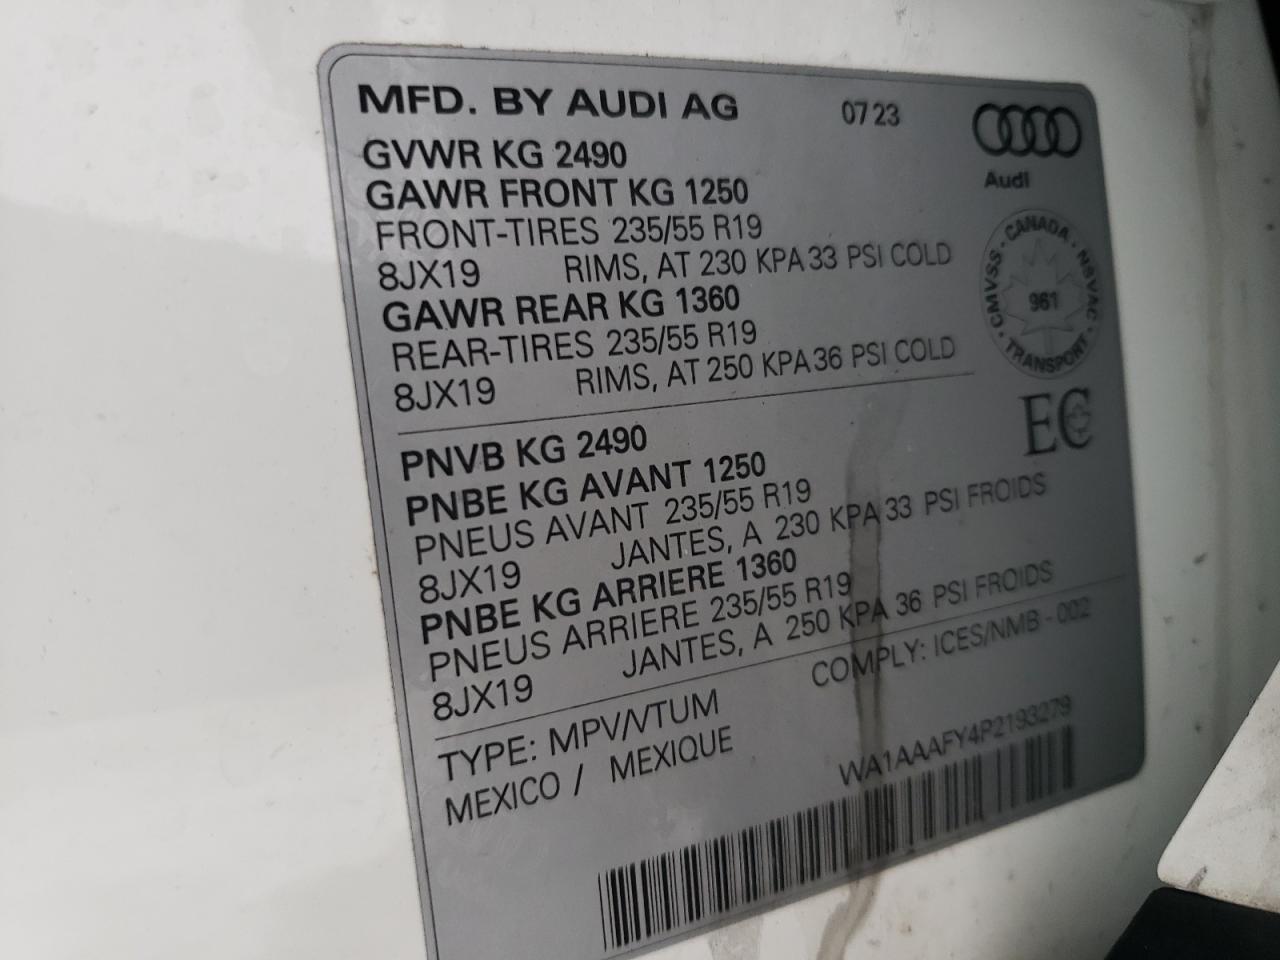 MFD. BY AUDI AG 07 23
Audi
GVWR KG 2490
GAWR FRONT KG 1250
FRONT-TIRES 235/55 R19
8JX19 RIMS, AT 230 KPA 33 PSI COLD
GAWR REAR KG 1360
REAR-TIRES 235/55 R19
8JX19 RIMS, AT 250 KPA 36 PSI COLD
CMVSS · CANADA · NSVAC · TRANSPORT ·
961
EC
PNVB KG 2490
PNBE KG AVANT 1250
PNEUS AVANT 235/55 R19
8JX19 JANTES, A 230 KPA 33 PSI FROIDS
PNBE KG ARRIERE 1360
PNEUS ARRIERE 235/55 R19
8JX19 JANTES, A 250 KPA 36 PSI FROIDS
TYPE: MPV/VTUM COMPLY: ICES/NMB - 002
MEXICO / MEXIQUE WA1AAAFY4P2193279